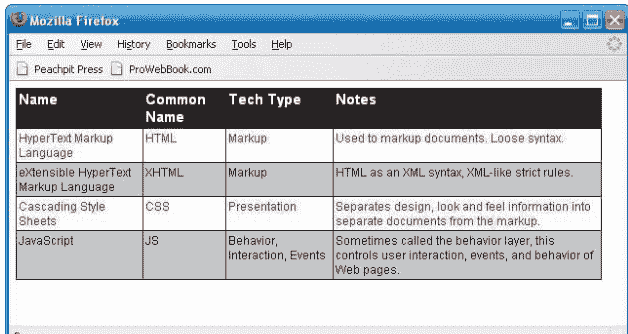 Mozilla Firefox
File Edit View History Bookmarks Tools Help
Peachpit Press ProWebBook.com
Name Common Name Tech Type Notes
HyperText Markup Language HTML Markup Used to markup documents. Loose syntax.
eXtensible HyperText Markup Language XHTML Markup HTML as an XML syntax, XML-like strict rules.
Cascading Style Sheets CSS Presentation Separates design, look and feel information into separate documents from the markup.
JavaScript JS Behavior, Interaction, Events Sometimes called the behavior layer, this controls user interaction, events, and behavior of Web pages.